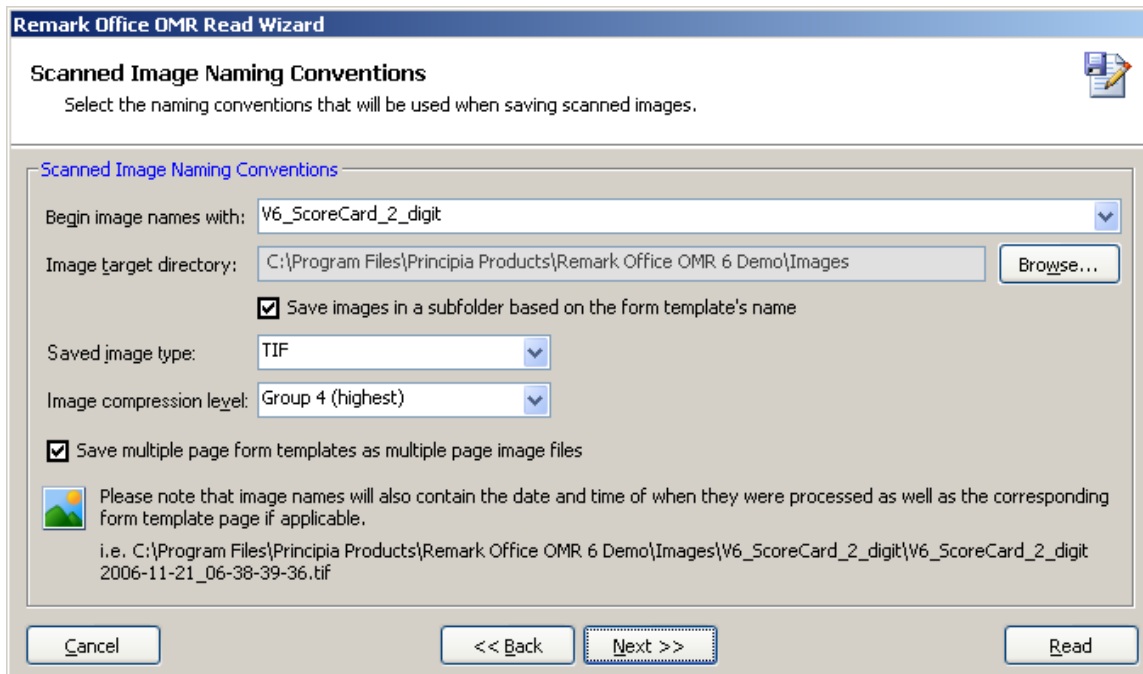 Remark Office OMR Read Wizard
Scanned Image Naming Conventions
Select the naming conventions that will be used when saving scanned images.
Scanned Image Naming Conventions
Begin image names with: V6_ScoreCard_2_digit
Image target directory: C:\Program Files\Principia Products\Remark Office OMR 6 Demo\Images Browse...
Save images in a subfolder based on the form template's name
Saved image type: TIF
Image compression level: Group 4 (highest)
Save multiple page form templates as multiple page image files
Please note that image names will also contain the date and time of when they were processed as well as the corresponding
form template page if applicable.
i.e. C:\Program Files\Principia Products\Remark Office OMR 6 Demo\Images\V6_ScoreCard_2_digit\V6_ScoreCard_2_digit
2006-11-21_06-38-39-36.tif
Cancel << Back Next >> Read